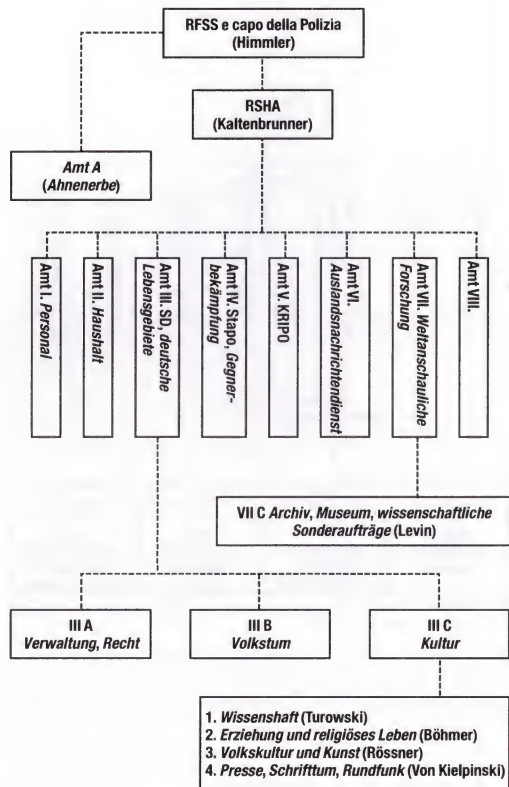 RFSS e capo della Polizia
(Himmler)
RSHA
(Kaltenbrunner)
Amt A
(Ahnenerbe)
Amt I. Personal
Amt II. Haushalt
Amt III. SD, deutsche
Lebensgebiete
Amt IV. Stapo, Gegner-
bekämpfung
Amt V. KRIPO
Amt VI.
Auslandsnachrichtendienst
Amt VII. Weltanschauliche
Forschung
Amt VIII.
VII C Archiv, Museum, wissenschaftliche
Sonderaufträge (Levin)
III A
Verwaltung, Recht
III B
Volkstum
III C
Kultur
1. Wissenshaft (Turowski)
2. Erziehung und religiöses Leben (Böhmer)
3. Volkskultur und Kunst (Rössner)
4. Presse, Schrifttum, Rundfunk (Von Kielpinski)